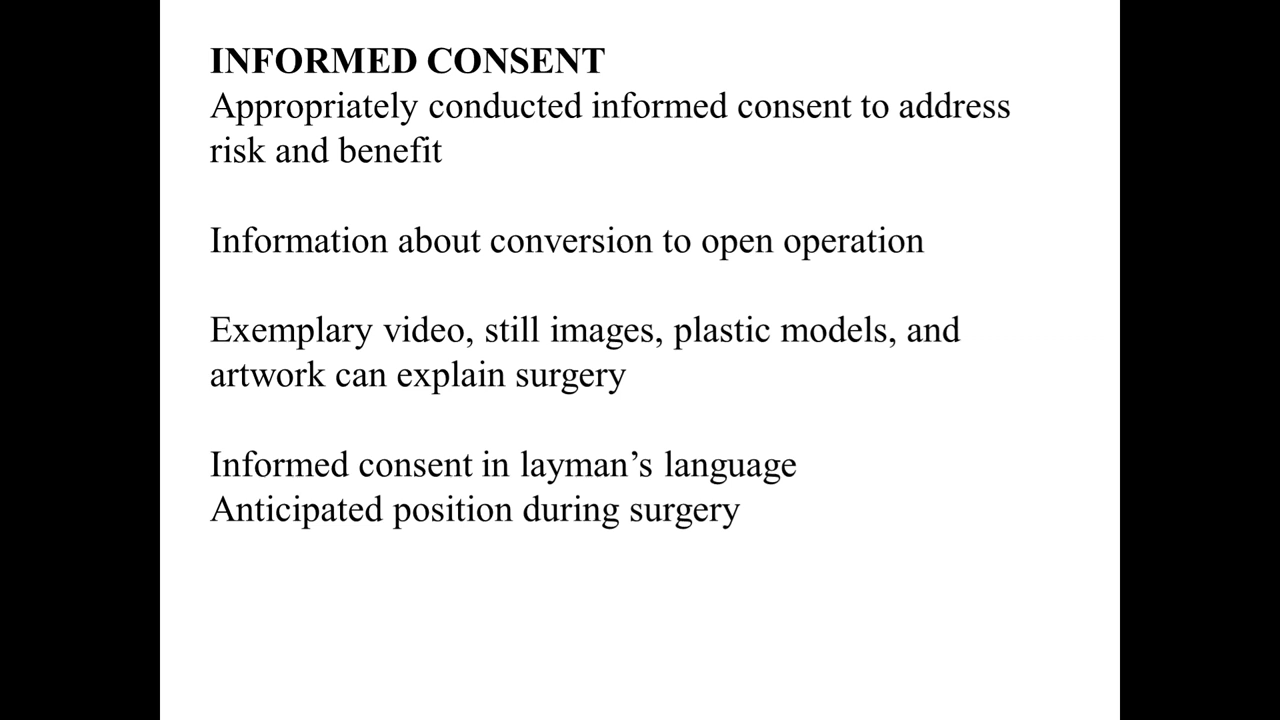 INFORMED CONSENT
Appropriately conducted informed consent to address
risk and benefit
Information about conversion to open operation
Exemplary video, still images, plastic models, and
artwork can explain surgery
Informed consent in layman’s language
Anticipated position during surgery